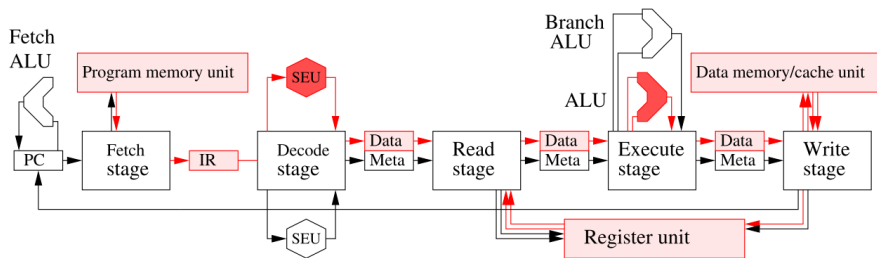 Fetch
ALU
Program memory unit
SEU
Branch
ALU
ALU
Data memory/cache unit
PC
Fetch
stage
IR
Decode
stage
Data
Meta
Read
stage
Data
Meta
Execute
stage
Data
Meta
Write
stage
SEU
Register unit